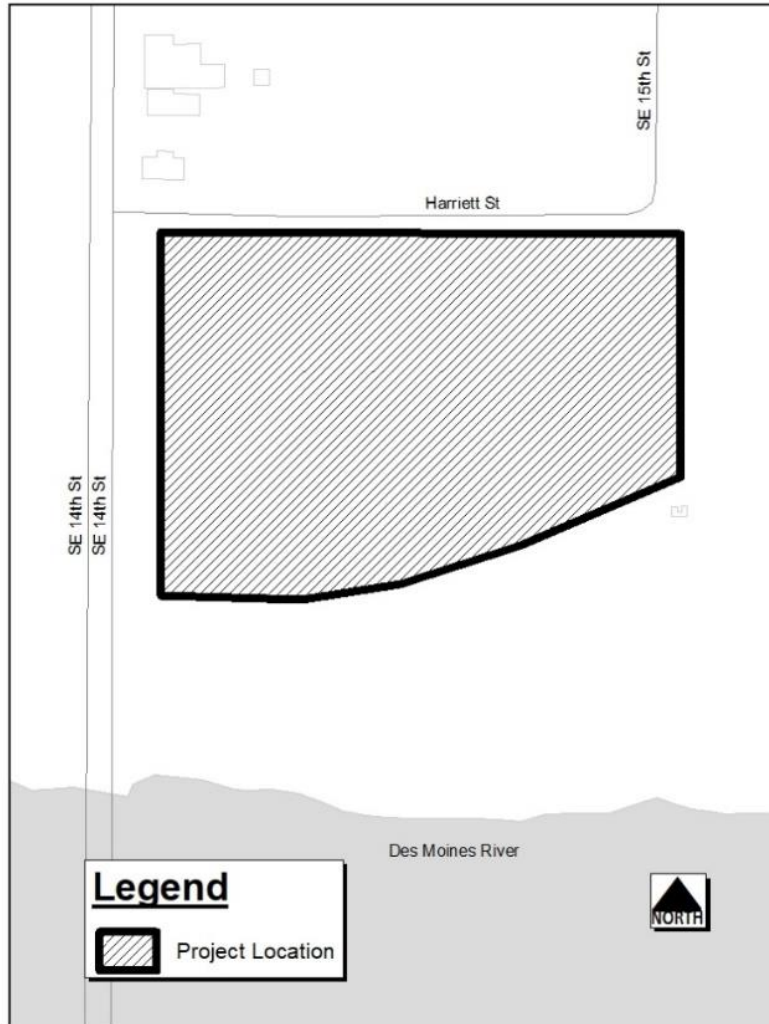 SE 15th St
Harriett St
SE 14th St
SE 14th St
Des Moines River
Legend
Project Location
NORTH